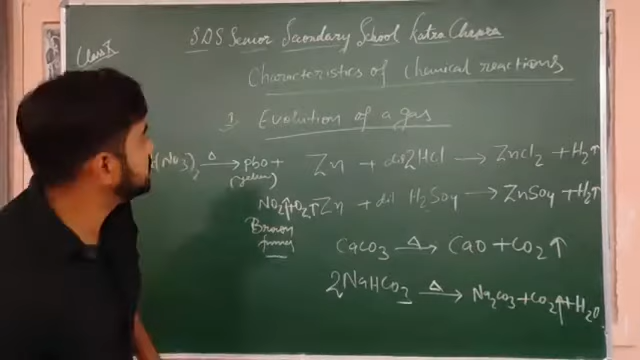 Class X
SDS Senior Secondary School Katra Chapra
Characteristics of chemical reactions
1. Evolution of a gas
(NO3)2 —Δ→ Pbo +
(yellow)
NO2↑+O2↑
Brown
fumes
Zn + dil 2HCl → ZnCl2 + H2↑
Zn + dil H2SO4 → ZnSO4 + H2↑
CaCO3 —Δ→ CaO + CO2↑
2NaHCO3 —Δ→ Na2CO3+CO2↑+H2O